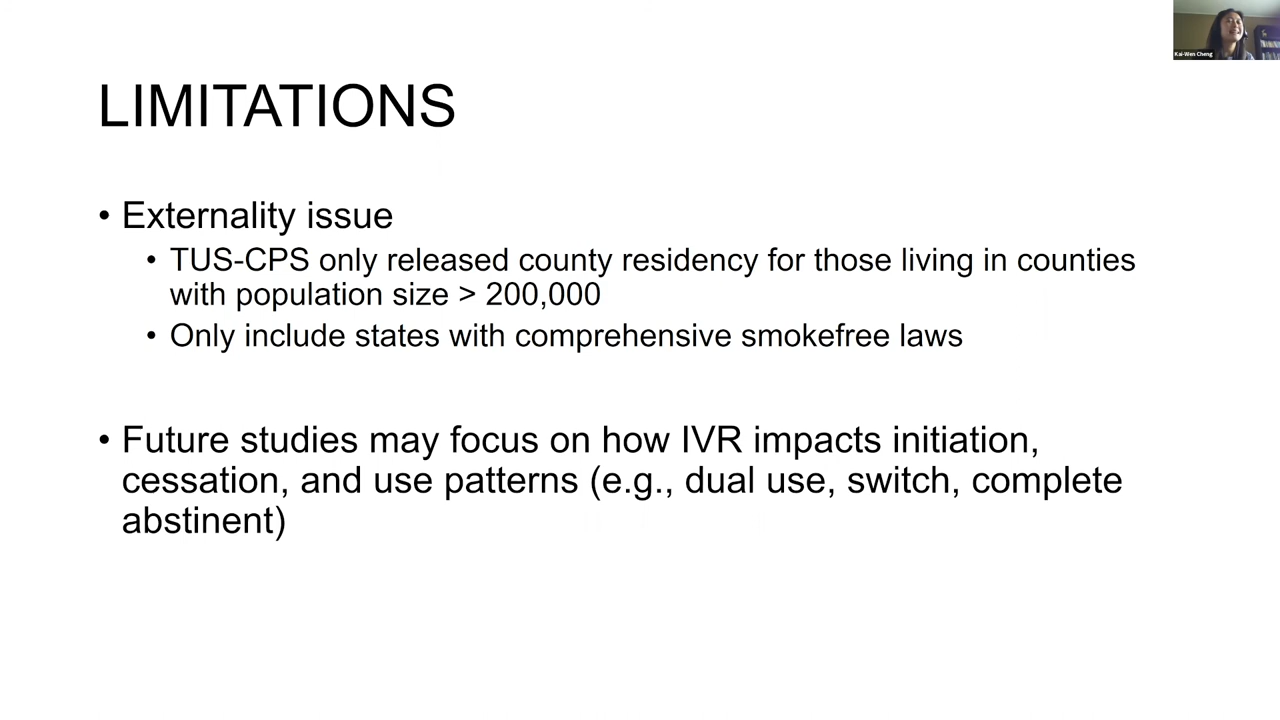 Kai-Wen Cheng
LIMITATIONS
• Externality issue
• TUS-CPS only released county residency for those living in counties
with population size > 200,000
• Only include states with comprehensive smokefree laws
• Future studies may focus on how IVR impacts initiation,
cessation, and use patterns (e.g., dual use, switch, complete
abstinent)